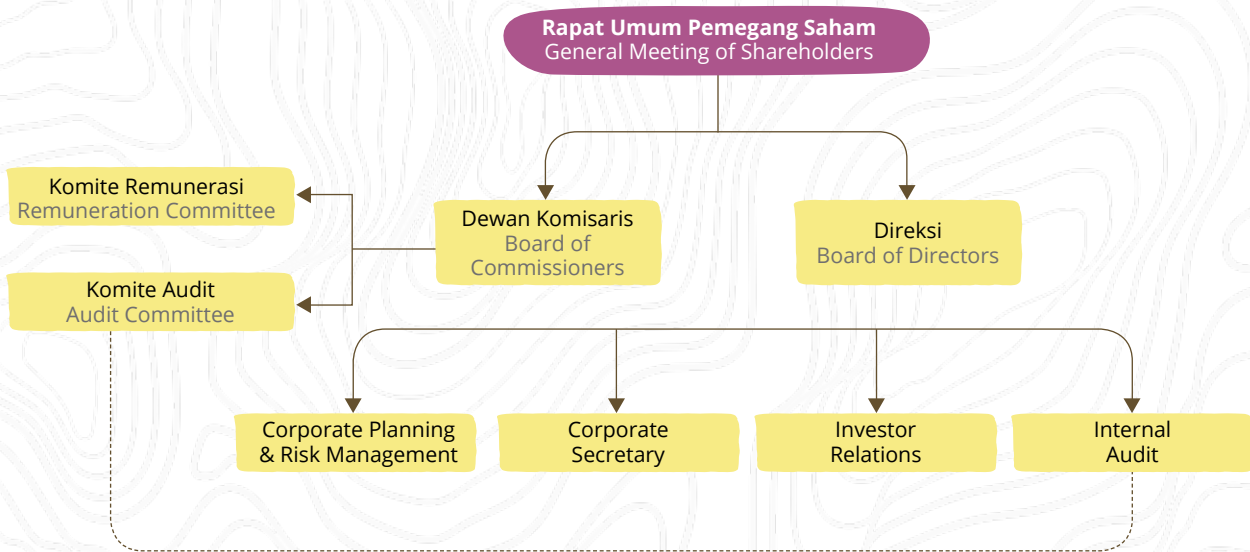 Rapat Umum Pemegang Saham
General Meeting of Shareholders
Komite Remunerasi
Remuneration Committee
Dewan Komisaris
Board of
Commissioners
Direksi
Board of Directors
Komite Audit
Audit Committee
Corporate Planning
& Risk Management
Corporate
Secretary
Investor
Relations
Internal
Audit